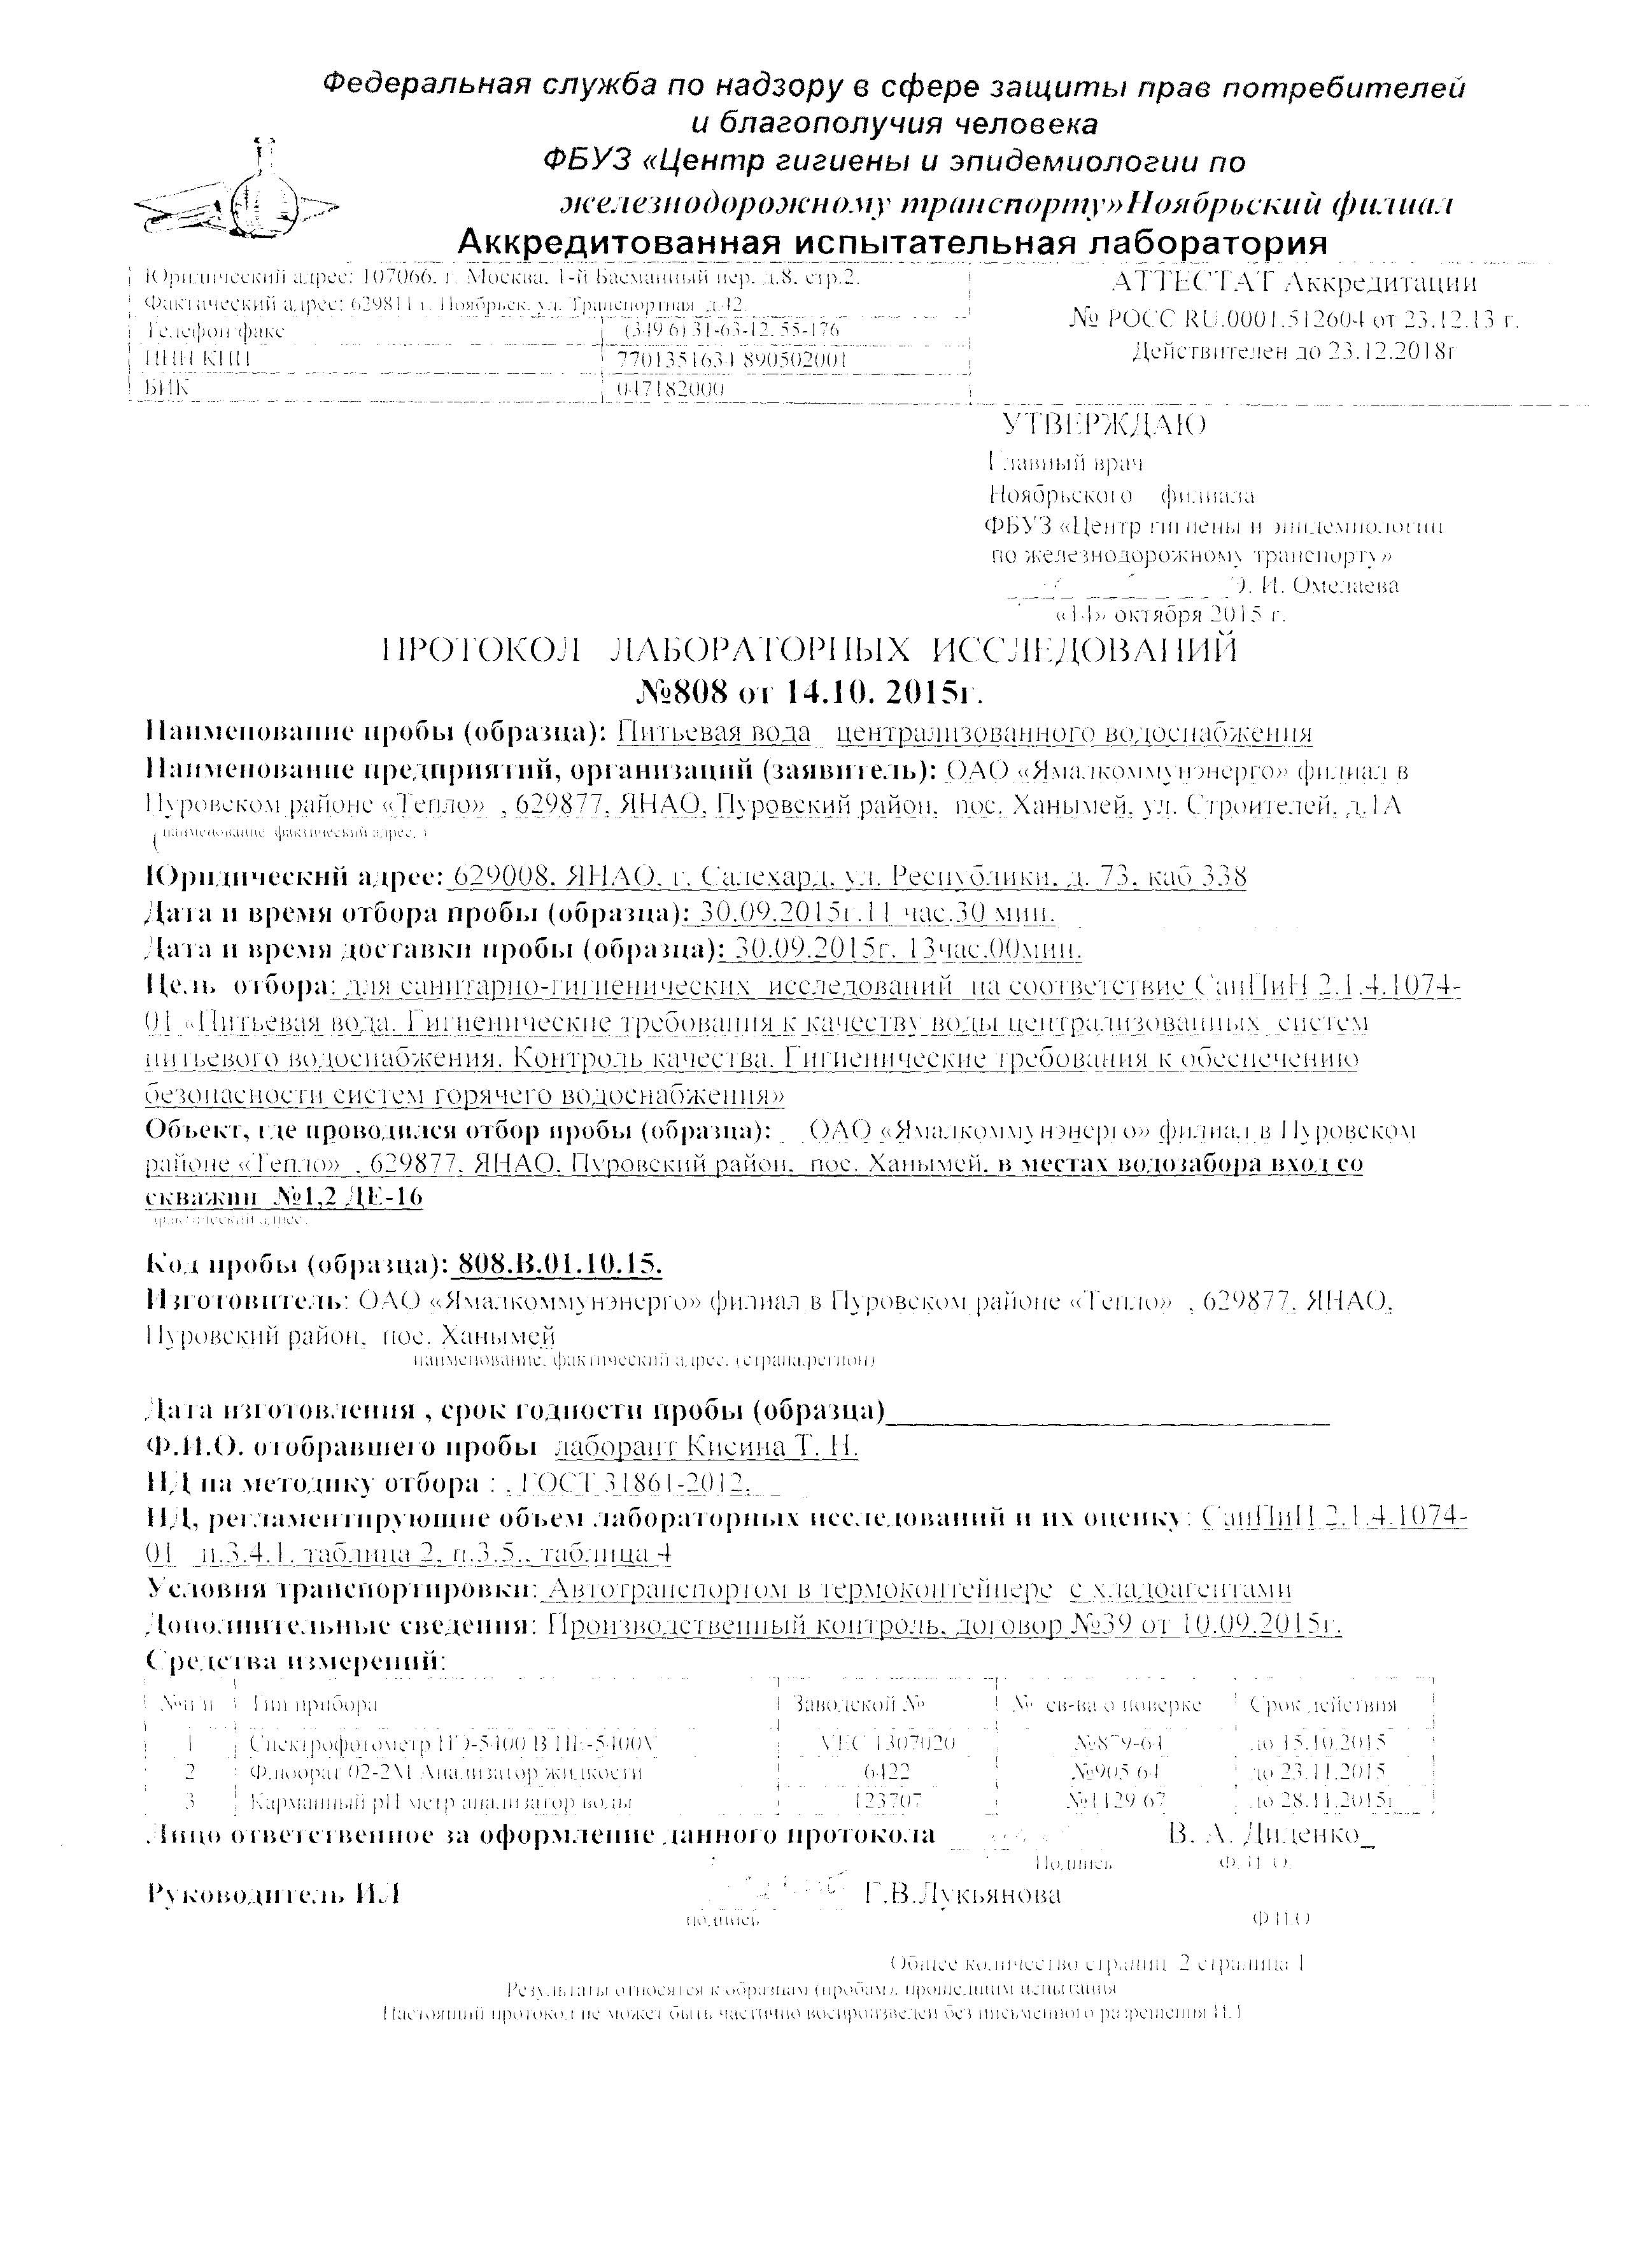 Федеральная служба по надзору в сфере защиты прав потребителей
и благополучия человека
ФБУЗ «Центр гигиены и эпидемиологии по
железнодорожному транспорту»Ноябрьский филиал
Аккредитованная испытательная лаборатория
Юридический адрес: 107066, г. Москва, 1-й Басманный пер. д.8, стр.2.
Фактический адрес: 629811 г. Ноябрьск, ул. Транспортная д.42.
Телефон факс (349 6) 31-63-12, 55-176
ИНН КПП 7701351634 890502001
БИК 047182000
АТТЕСТАТ Аккредитации
№ РОСС RU.0001.512604 от 23.12.13 г.
Действителен до 23.12.2018г
УТВЕРЖДАЮ
Главный врач
Ноябрьского филиала
ФБУЗ «Центр гигиены и эпидемиологии
по железнодорожному транспорту»
И. Омелаева
«14» октября 2015 г.
ПРОТОКОЛ ЛАБОРАТОРНЫХ ИССЛЕДОВАНИЙ
№808 от 14.10. 2015г.
Наименование пробы (образца): Питьевая вода централизованного водоснабжения
Наименование предприятий, организаций (заявитель): ОАО «Ямалкоммунэнерго» филиал в
Пуровском районе «Тепло» , 629877, ЯНАО, Пуровский район, пос. Ханымей, ул. Строителей, д.1А
( наименование фактический адрес, )
Юридический адрес: 629008, ЯНАО, г. Салехард, ул. Республики, д. 73, каб 338
Дата и время отбора пробы (образца): 30.09.2015г.11 час.30 мин.
Дата и время доставки пробы (образца): 30.09.2015г. 13час.00мин.
Цель отбора: для санитарно-гигиенических исследований на соответствие СанПиН 2.1.4.1074-
01 «Питьевая вода. Гигиенические требования к качеству воды централизованных систем
питьевого водоснабжения. Контроль качества. Гигиенические требования к обеспечению
безопасности систем горячего водоснабжения»
Объект, где проводился отбор пробы (образца): ОАО «Ямалкоммунэнерго» филиал в Пуровском
районе «Тепло» , 629877, ЯНАО, Пуровский район, пос. Ханымей, в местах водозабора вход со
скважин №1,2 ДЕ-16
фактический адрес.
Код пробы (образца): 808.В.01.10.15.
Изготовитель: ОАО «Ямалкоммунэнерго» филиал в Пуровском районе «Тепло» , 629877, ЯНАО,
Пуровский район, пос. Ханымей
наименование, фактический адрес, (страна,регион)
Дата изготовления , срок годности пробы (образца)
Ф.И.О. отобравшего пробы лаборант Кисина Т. Н.
НД на методику отбора : . ГОСТ 31861-2012.
НД, регламентирующие объем лабораторных исследований и их оценку: СанПиН 2.1.4.1074-
01 п.3.4.1. таблица 2, п.3.5., таблица 4
Условия транспортировки: Автотранспортом в термоконтейнере с хладоагентами
Дополнительные сведения: Производственный контроль, договор №39 от 10.09.2015г.
Средства измерений:
№п/п Тип прибора Заводской № № св-ва о поверке Срок действия
1 Спектрофотометр ПЭ-5400 В ПЕ-5400V VEC 1307020 №879-64 до 15.10.2015
2 Флюорат 02-2М Анализатор жидкости 6422 №905 64 до 23.11.2015
3 Карманный рН метр анализатор воды 123707 №1129 67 до 28.11.2015г
Лицо ответственное за оформление данного протокола В. А. Диденко_
Подпись Ф. И. О.
Руководитель ИЛ Г.В.Лукьянова
подпись Ф И.О
Общее количество страниц 2 страница 1
Результаты относятся к образцам (пробам), прошедшим испытания
Настоящий протокол не может быть частично воспроизведен без письменного разрешения ИЛ